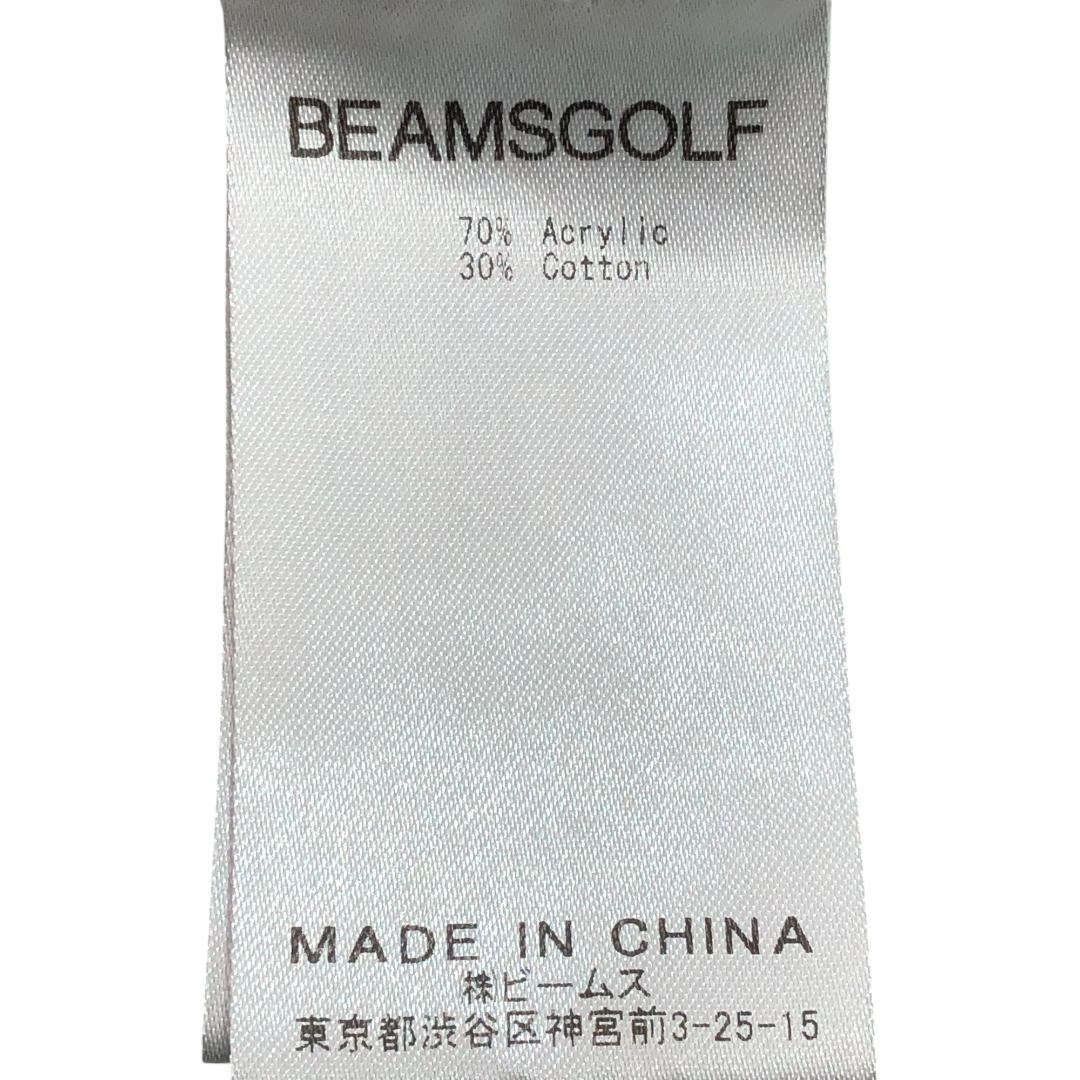 BEAMSGOLF
70% Acrylic
30% Cotton
MADE IN CHINA
株ビームス
東京都渋谷区神宮前3-25-15